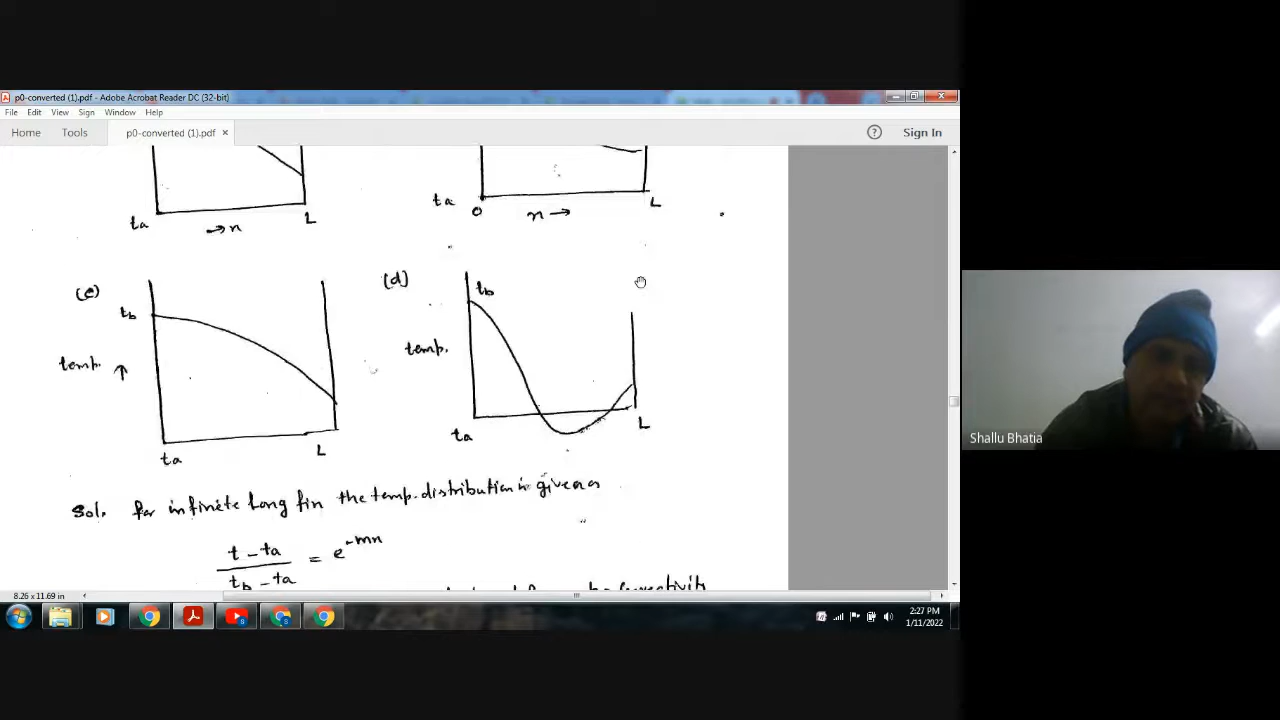 p0-converted (1).pdf - Adobe Acrobat Reader DC (32-bit)
File Edit View Sign Window Help
Home Tools p0-converted (1).pdf × ? Sign In
ta L
→ n
ta 0 n → L
(c) tb temp. ↑ ta L
(d) tb temp. ta L
Sol. for infinite long fin the temp. distribution is given as
t - ta / tb - ta = e^-mn
8.26 x 11.69 in
2:27 PM
1/11/2022
Shallu Bhatia